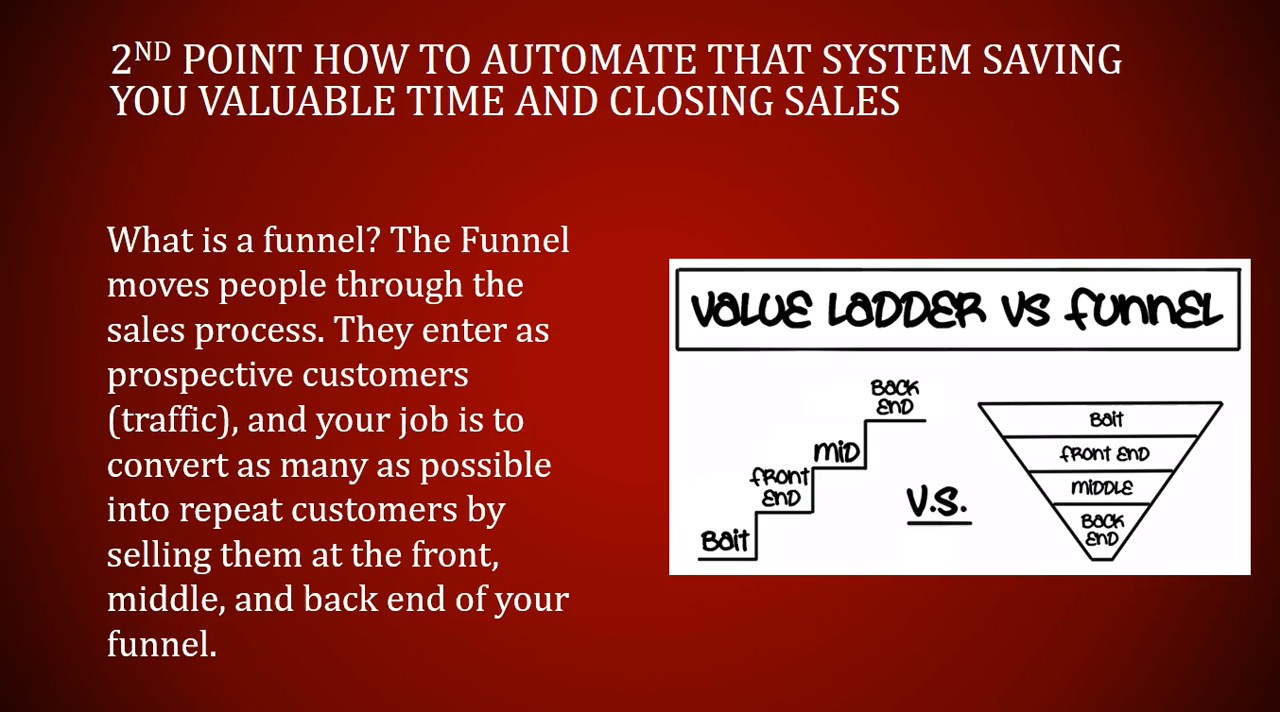 2ND POINT HOW TO AUTOMATE THAT SYSTEM SAVING
YOU VALUABLE TIME AND CLOSING SALES
What is a funnel? The Funnel
moves people through the
sales process. They enter as
prospective customers
(traffic), and your job is to
convert as many as possible
into repeat customers by
selling them at the front,
middle, and back end of your
funnel.
VALUE LADDER VS FUNNEL
BACK
END
MID
FRONT
END
Bait
V.S.
Bait
FRONT END
MIDDLE
BACK
END